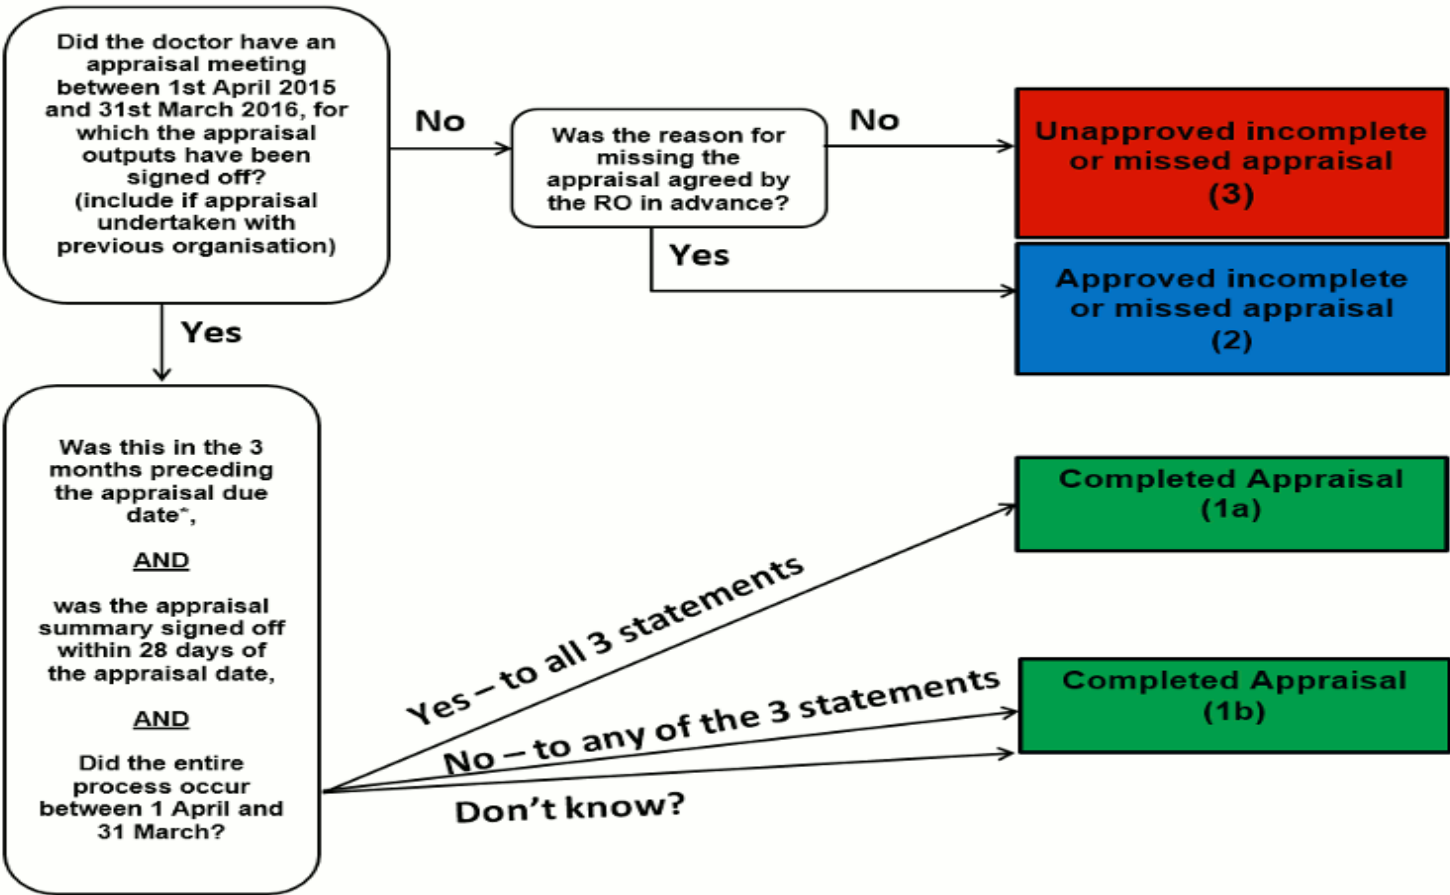 Did the doctor have an
appraisal meeting
between 1st April 2015
and 31st March 2016, for
which the appraisal
outputs have been
signed off?
(include if appraisal
undertaken with
previous organisation)
No
Was the reason for
missing the
appraisal agreed by
the RO in advance?
No
Unapproved incomplete
or missed appraisal
(3)
Yes
Approved incomplete
or missed appraisal
(2)
Yes
Was this in the 3
months preceding
the appraisal due
date*,
AND
was the appraisal
summary signed off
within 28 days of
the appraisal date,
AND
Did the entire
process occur
between 1 April and
31 March?
Yes – to all 3 statements
Completed Appraisal
(1a)
No – to any of the 3 statements
Don't know?
Completed Appraisal
(1b)